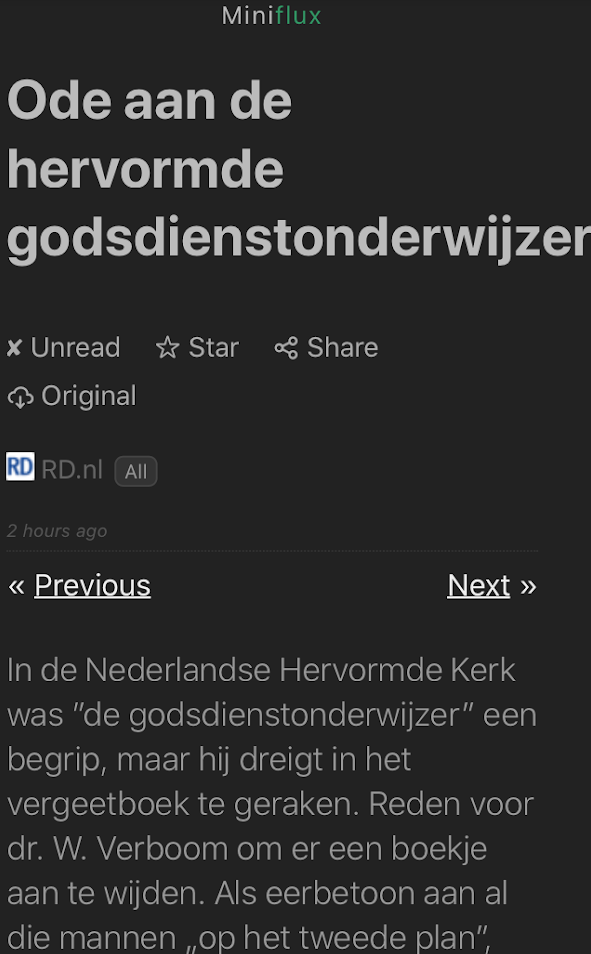 Miniflux
Ode aan de
hervormde
godsdienstonderwijzer
✘ Unread ☆ Star Share
Original
RD RD.nl All
2 hours ago
« Previous Next »
In de Nederlandse Hervormde Kerk
was ”de godsdienstonderwijzer” een
begrip, maar hij dreigt in het
vergeetboek te geraken. Reden voor
dr. W. Verboom om er een boekje
aan te wijden. Als eerbetoon aan al
die mannen „op het tweede plan”,